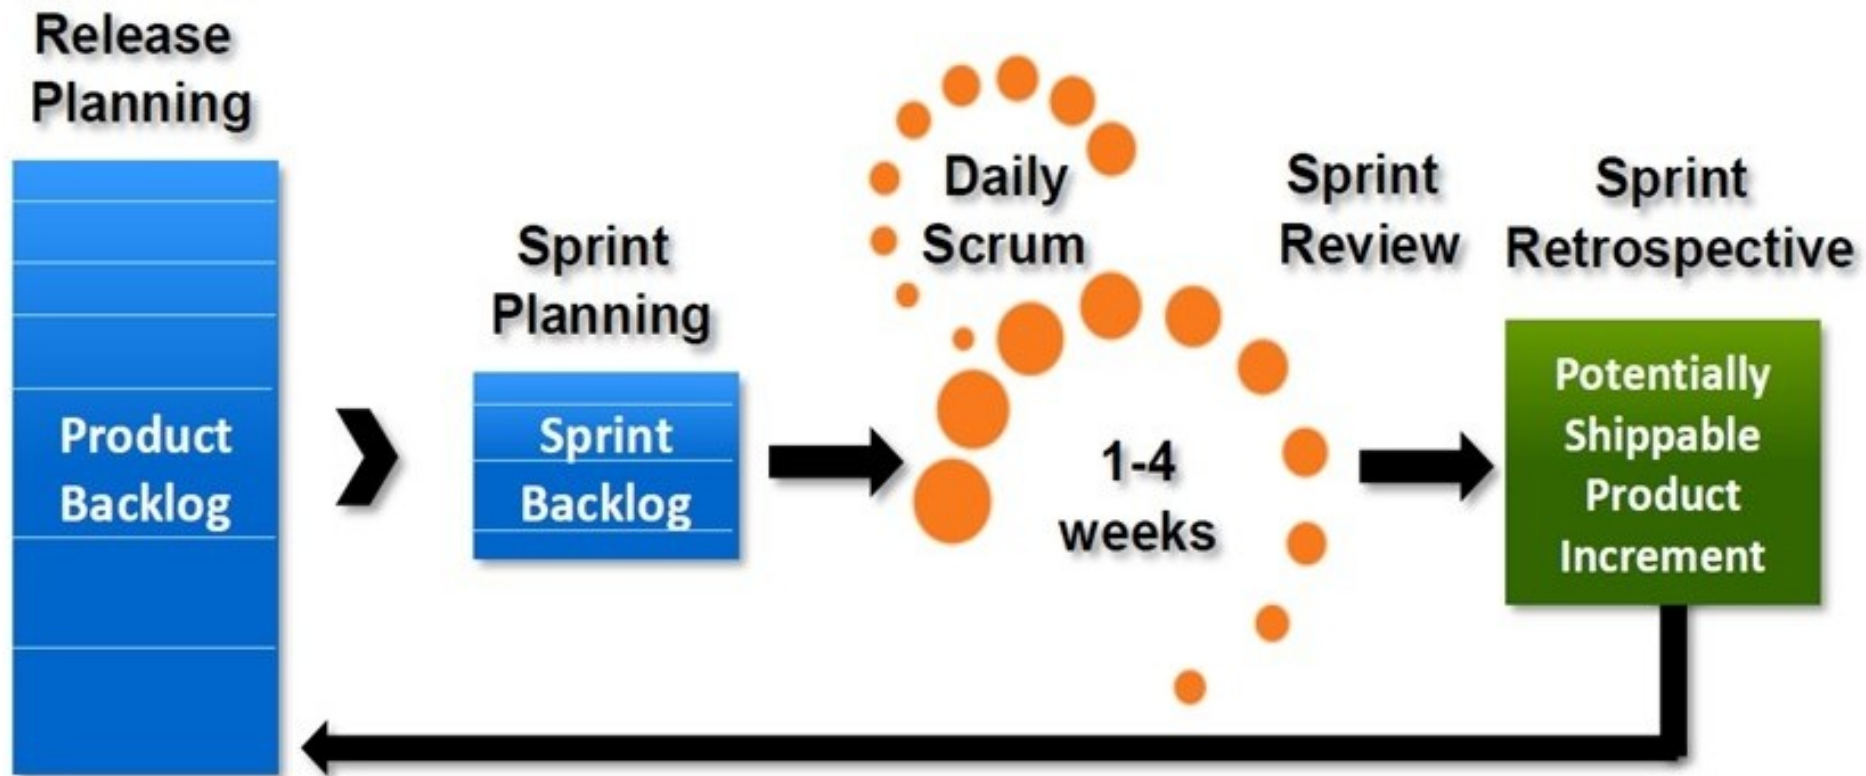 Release
Planning
Product
Backlog
Sprint
Planning
Sprint
Backlog
Daily
Scrum
1-4
weeks
Sprint
Review
Sprint
Retrospective
Potentially
Shippable
Product
Increment